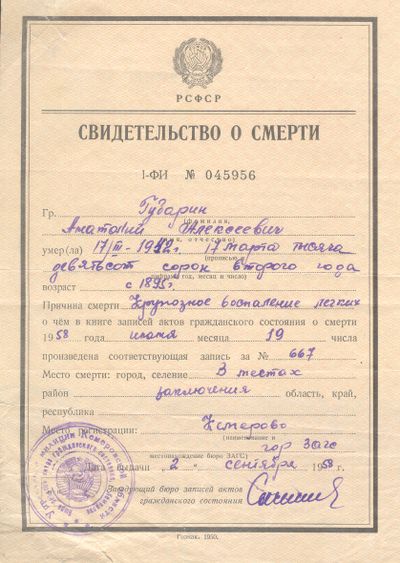 РСФСР
СВИДЕТЕЛЬСТВО О СМЕРТИ
I-ФИ № 045956
Гр. Губарин
(фамилия,
Анатолий Алексеевич
и, отчество)
умер(ла) 17/III-1942г. 17 марта тысяча
(прописью
девятьсот сорок второго года
цифрами год, месяц и число)
возраст с 1895г.
Причина смерти Крупозное воспаление легких
о чём в книге записей актов гражданского состояния о смерти
1958 года июня месяца 19 числа
произведена соответствующая запись за № 667
Место смерти: город, селение В местах
район заключения область, край,
республика
Место регистрации: Кемерово
(наименование и
гор Загс
местонахождение бюро ЗАГС)
Дата выдачи „2 сентября 1958г.
Заведующий бюро записей актов
гражданского состояния
Гознак. 1950.